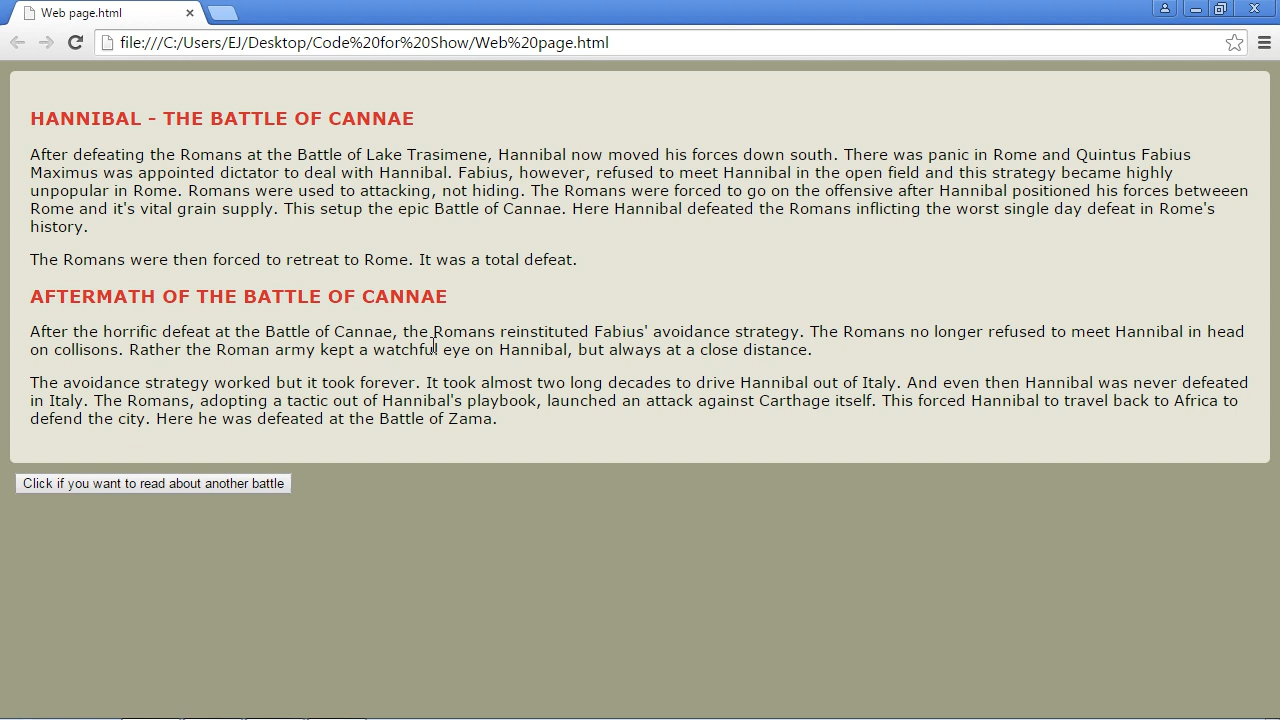 Web page.html
file:///C:/Users/EJ/Desktop/Code%20for%20Show/Web%20page.html
HANNIBAL - THE BATTLE OF CANNAE
After defeating the Romans at the Battle of Lake Trasimene, Hannibal now moved his forces down south. There was panic in Rome and Quintus Fabius
Maximus was appointed dictator to deal with Hannibal. Fabius, however, refused to meet Hannibal in the open field and this strategy became highly
unpopular in Rome. Romans were used to attacking, not hiding. The Romans were forced to go on the offensive after Hannibal positioned his forces betweeen
Rome and it's vital grain supply. This setup the epic Battle of Cannae. Here Hannibal defeated the Romans inflicting the worst single day defeat in Rome's
history.
The Romans were then forced to retreat to Rome. It was a total defeat.
AFTERMATH OF THE BATTLE OF CANNAE
After the horrific defeat at the Battle of Cannae, the Romans reinstituted Fabius' avoidance strategy. The Romans no longer refused to meet Hannibal in head
on collisons. Rather the Roman army kept a watchful eye on Hannibal, but always at a close distance.
The avoidance strategy worked but it took forever. It took almost two long decades to drive Hannibal out of Italy. And even then Hannibal was never defeated
in Italy. The Romans, adopting a tactic out of Hannibal's playbook, launched an attack against Carthage itself. This forced Hannibal to travel back to Africa to
defend the city. Here he was defeated at the Battle of Zama.
Click if you want to read about another battle